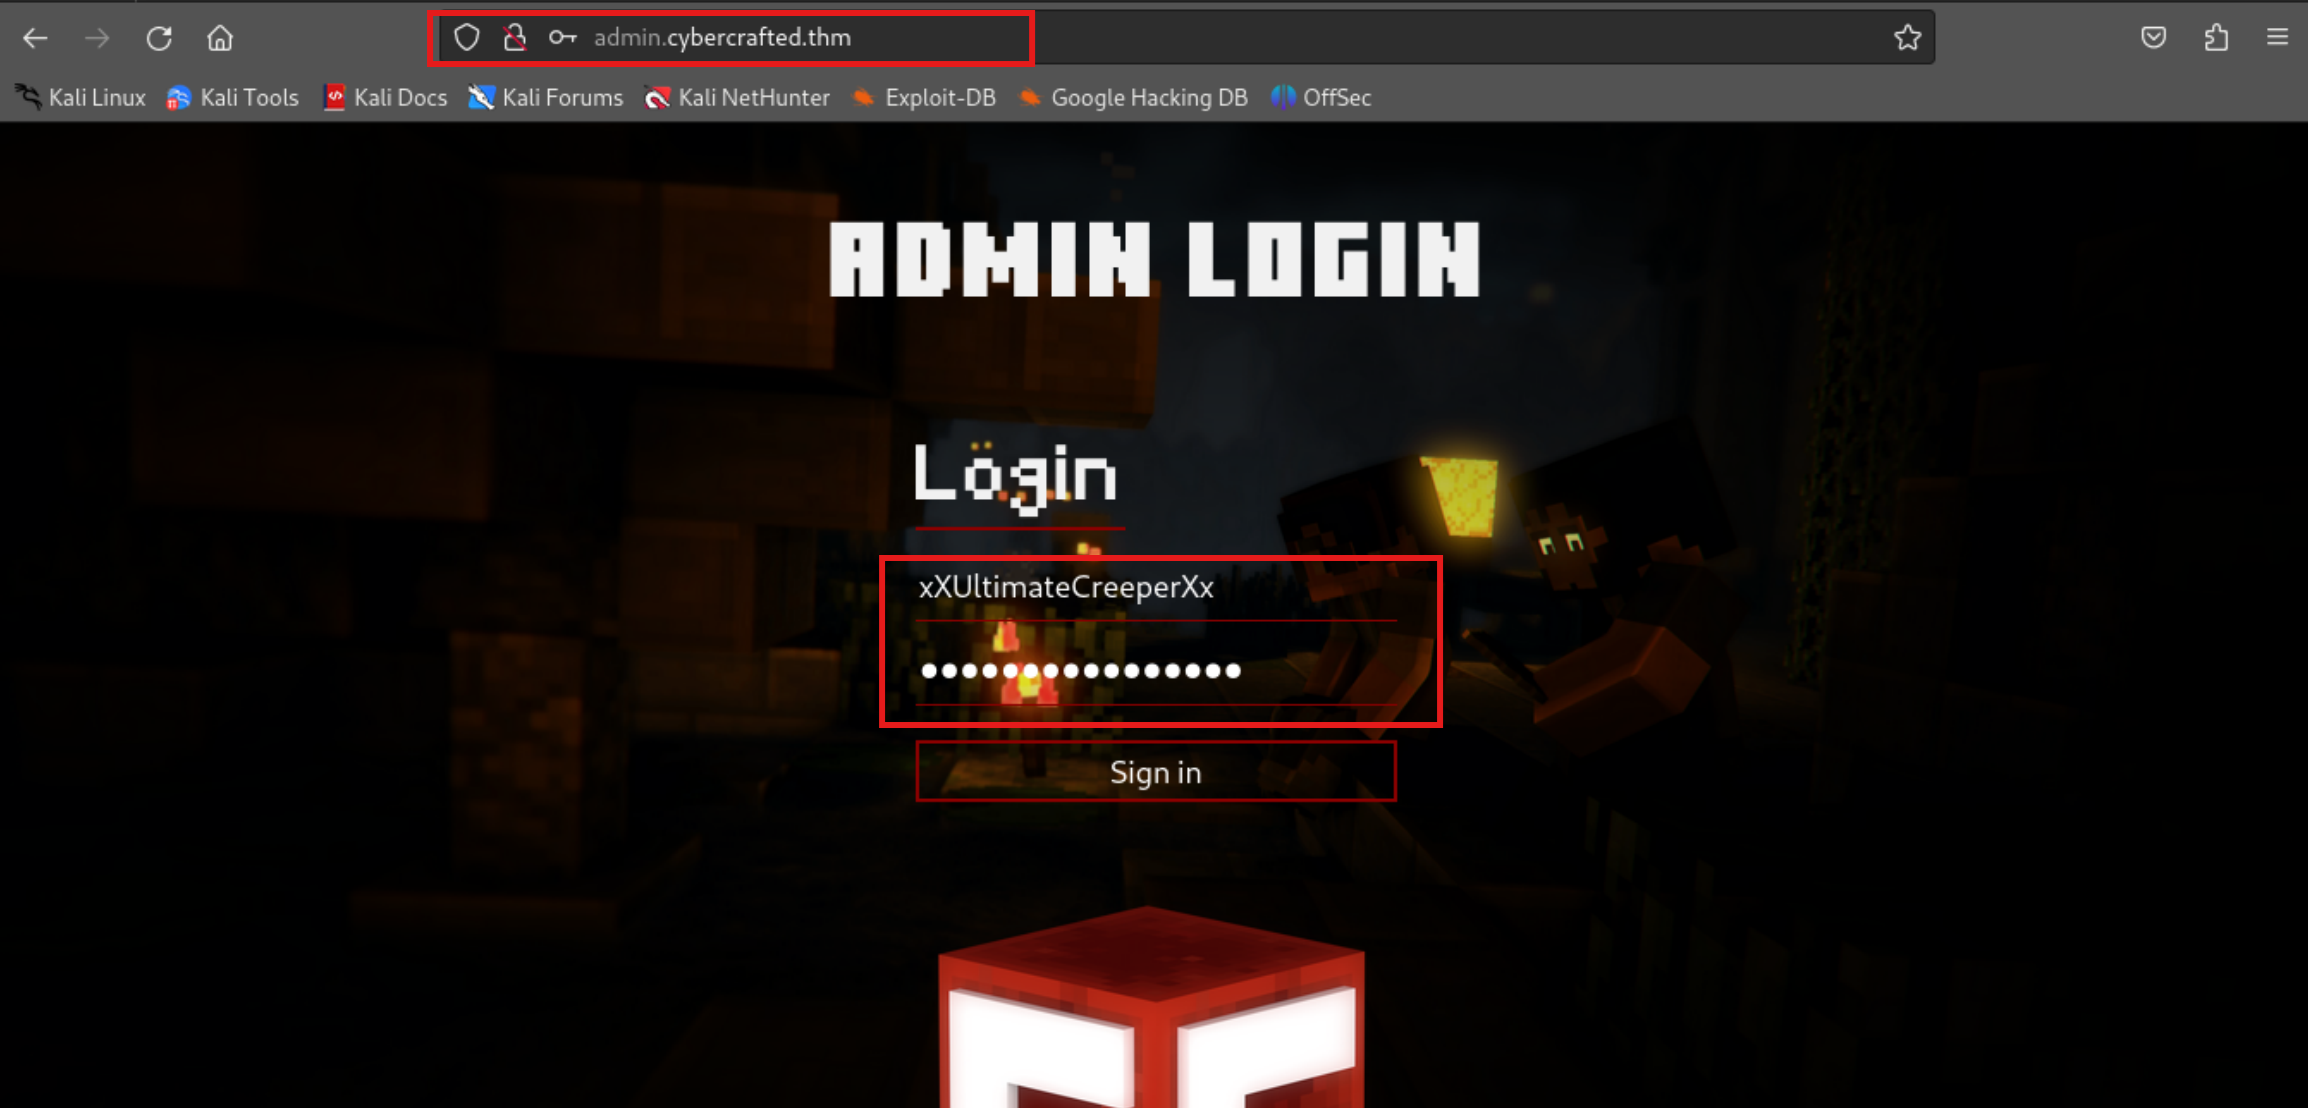 admin.cybercrafted.thm
Kali Linux Kali Tools Kali Docs Kali Forums Kali NetHunter Exploit-DB Google Hacking DB OffSec
ADMIN LOGIN
Login
xXUltimateCreeperXx
●●●●●●●●●●●●●●●●
Sign in